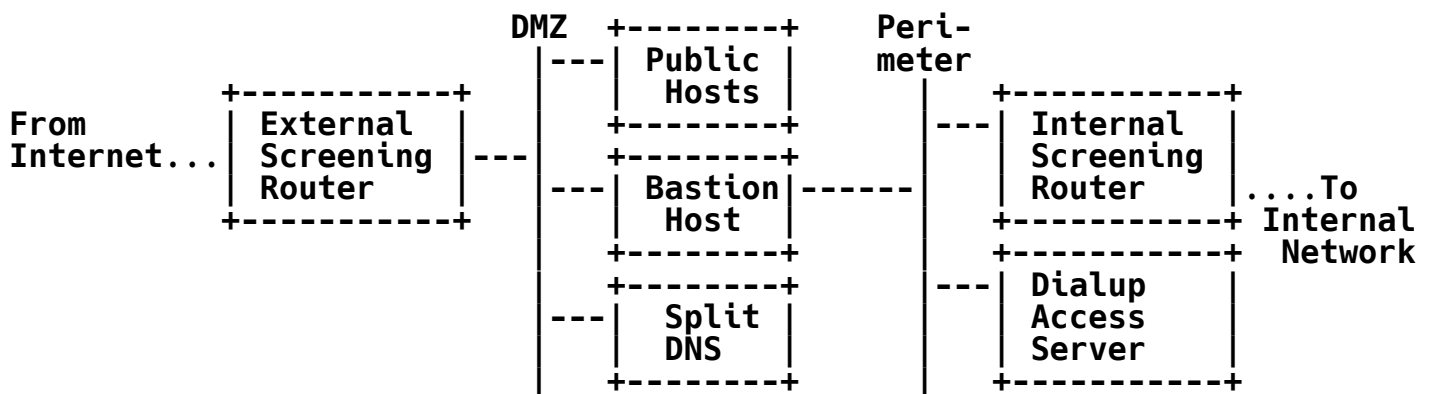 DMZ +--------+ Peri-
|---| Public | meter
+-----------+ | | Hosts | | +-----------+
From | External | | +--------+ |---| Internal |
Internet...| Screening |---| +--------+ | | Screening |
| Router | |---| Bastion|------| | Router |....To
+-----------+ | | Host | | +-----------+ Internal
| +--------+ | +-----------+ Network
| +--------+ |---| Dialup |
|---| Split | | | Access |
| | DNS | | | Server |
| +--------+ | +-----------+